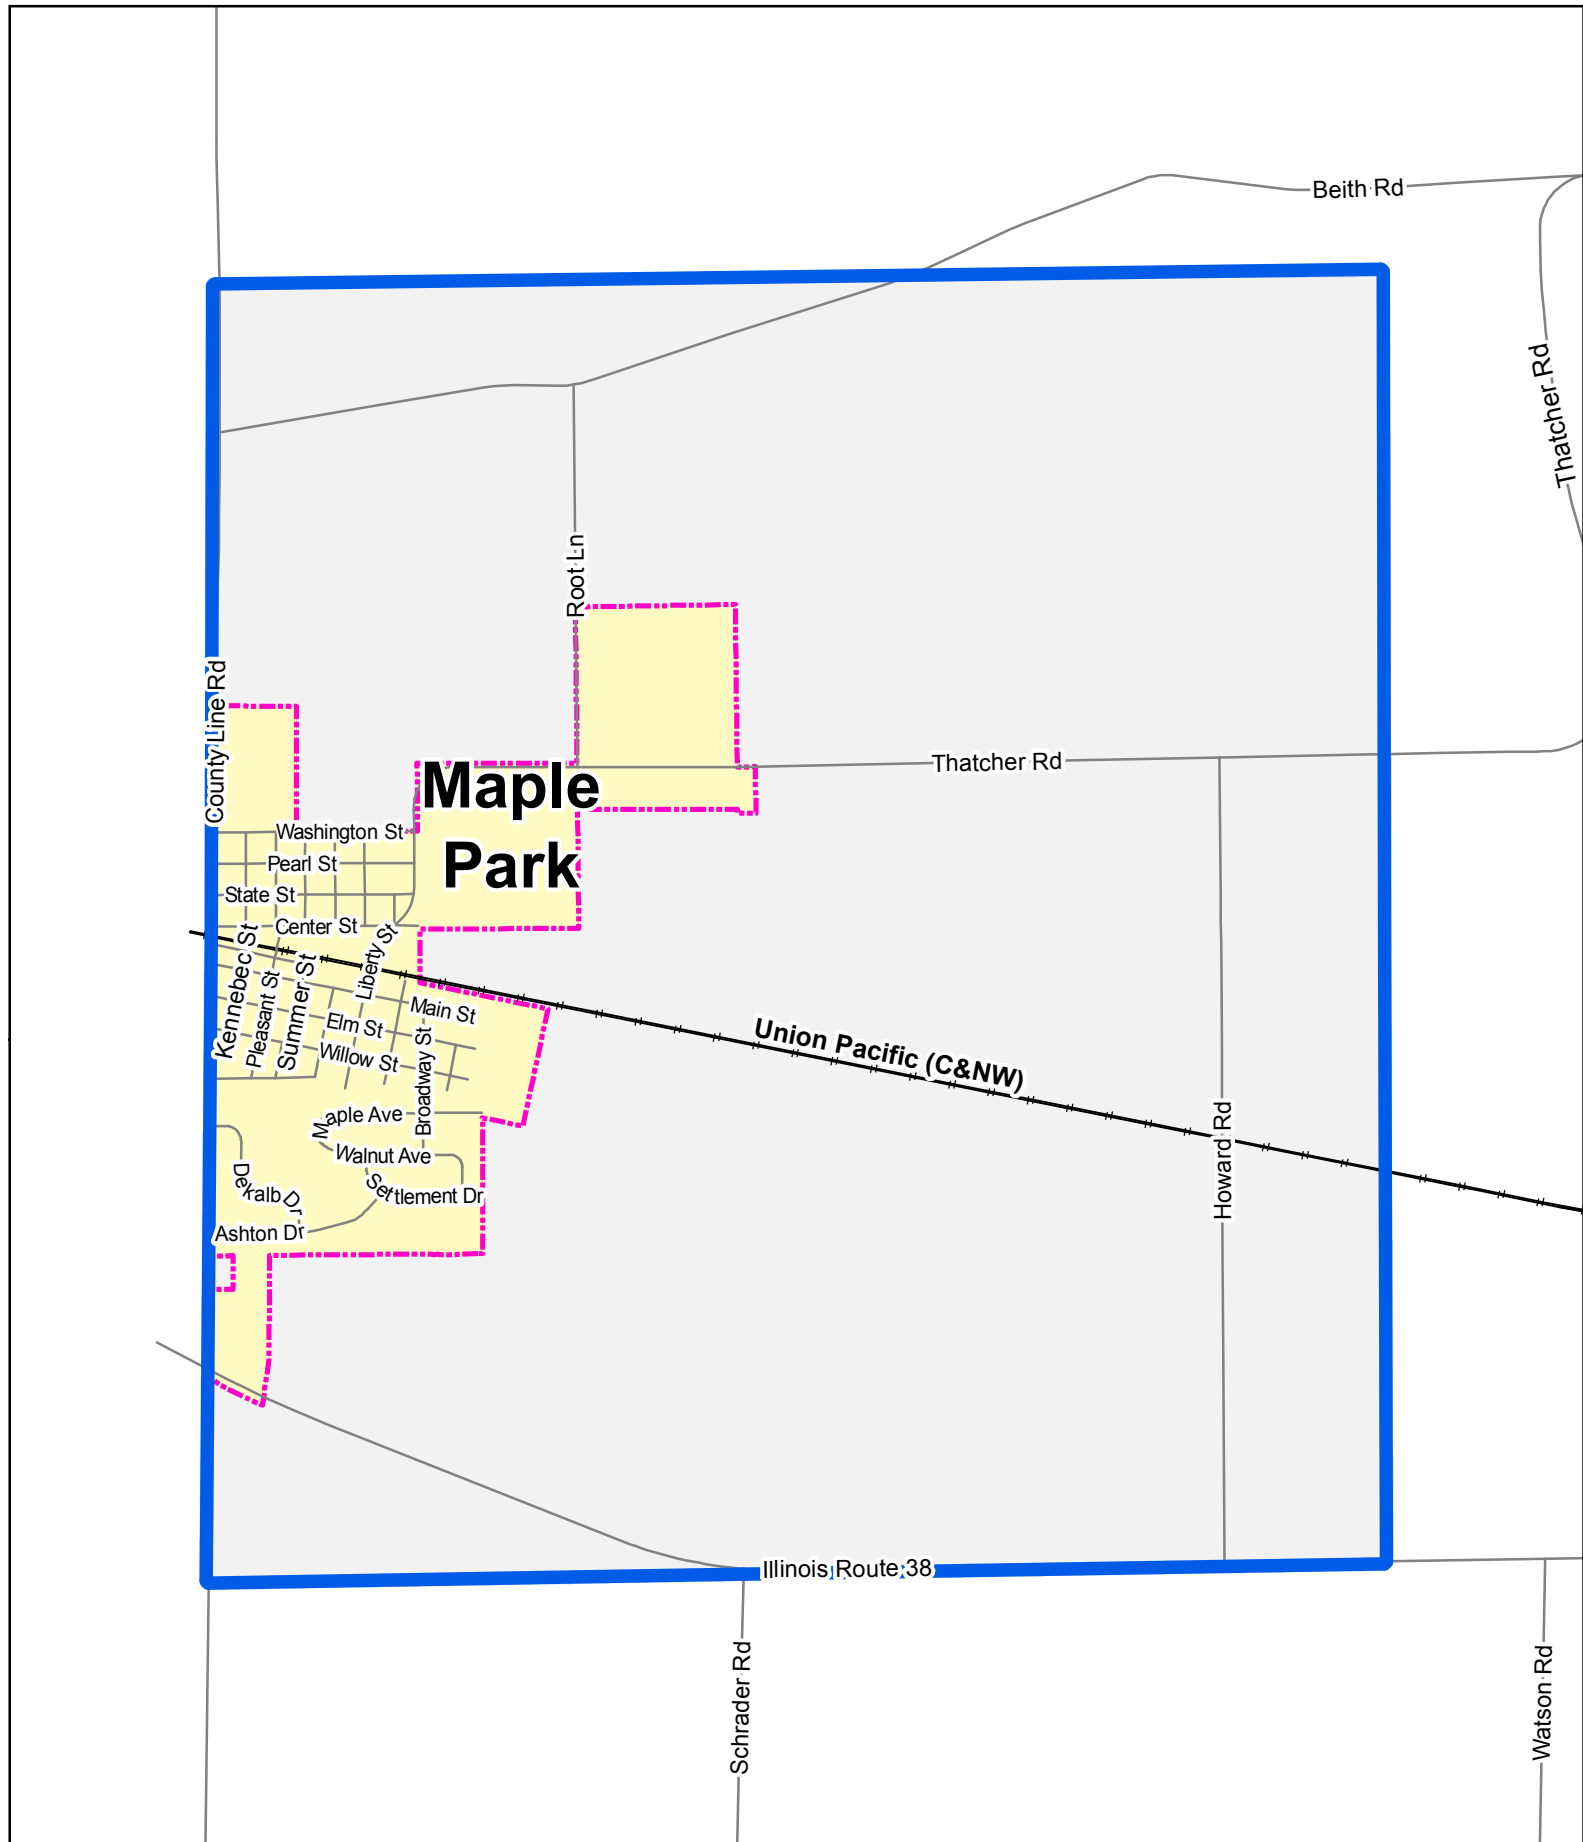 Beith Rd
Thatcher Rd
Root Ln
County Line Rd
Thatcher Rd
Maple
Park
Washington St
Pearl St
State St
Center St
Kennebec St
Pleasant St
Summer St
Liberty St
Main St
Elm St
Willow St
Broadway St
Union Pacific (C&NW)
Howard Rd
Maple Ave
Walnut Ave
Settlement Dr
Dekalb Dr
Ashton Dr
Illinois Route 38
Schrader Rd
Watson Rd